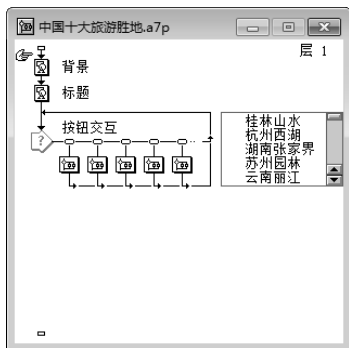 中国十大旅游胜地.a7p
层 1
背景
标题
按钮交互
?
桂林山水
杭州西湖
湖南张家界
苏州园林
云南丽江